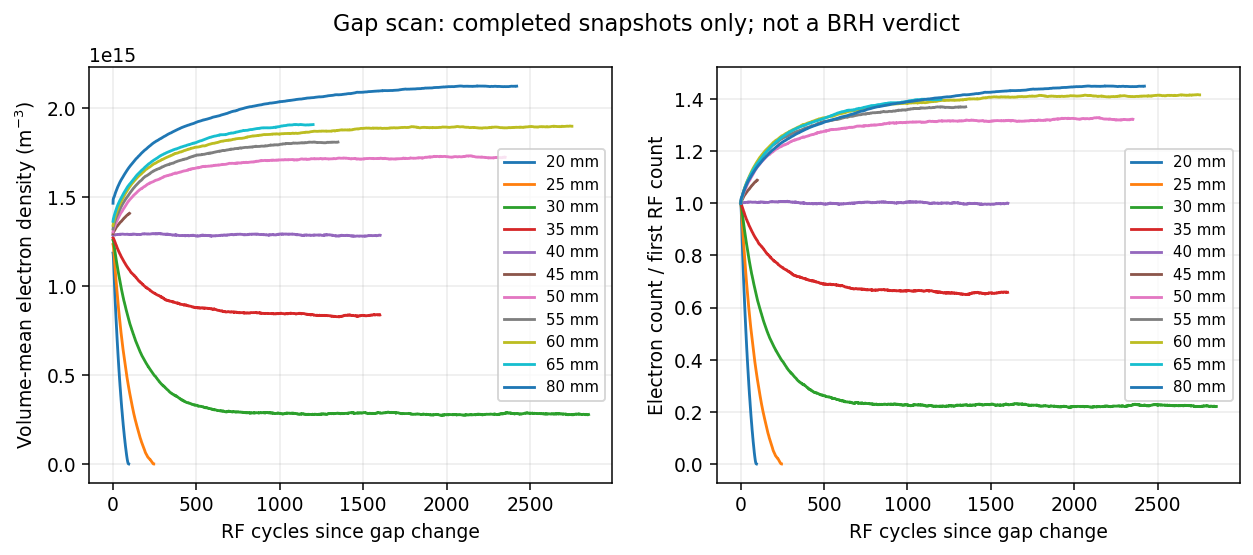 Gap scan: completed snapshots only; not a BRH verdict
1e15
Volume-mean electron density (m⁻³)
2.0
1.5
1.0
0.5
0.0
0
500
1000
1500
2000
2500
RF cycles since gap change
20 mm
25 mm
30 mm
35 mm
40 mm
45 mm
50 mm
55 mm
60 mm
65 mm
80 mm
Electron count / first RF count
1.4
1.2
1.0
0.8
0.6
0.4
0.2
0.0
0
500
1000
1500
2000
2500
RF cycles since gap change
20 mm
25 mm
30 mm
35 mm
40 mm
45 mm
50 mm
55 mm
60 mm
65 mm
80 mm